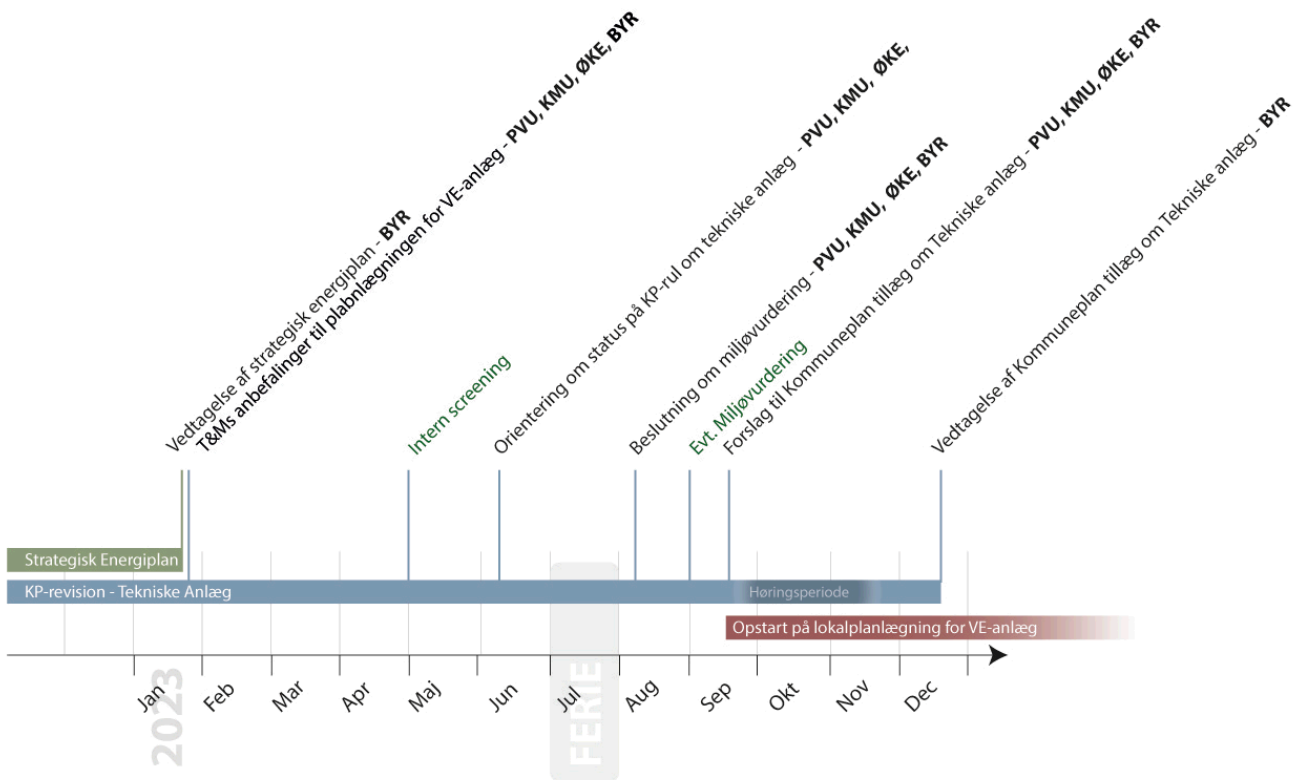 Vedtagelse af strategisk energiplan - BYR
T&Ms anbefalinger til plabnlægningen for VE-anlæg - PVU, KMU, ØKE, BYR
Intern screening
Orientering om status på KP-rul om tekniske anlæg - PVU, KMU, ØKE,
Beslutning om miljøvurdering - PVU, KMU, ØKE, BYR
Evt. Miljøvurdering
Forslag til Kommuneplan tillæg om Tekniske anlæg - PVU, KMU, ØKE, BYR
Vedtagelse af Kommuneplan tillæg om Tekniske anlæg - BYR
Strategisk Energiplan
KP-revision - Tekniske Anlæg
Høringsperiode
Opstart på lokalplanlægning for VE-anlæg
Jan
Feb
Mar
Apr
Maj
Jun
Jul
Aug
Sep
Okt
Nov
Dec
2023
FERIE